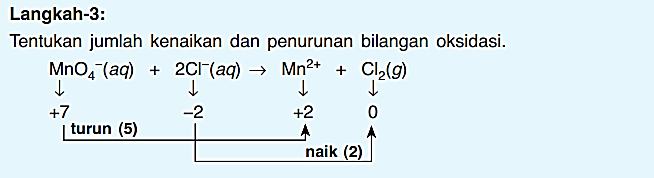 Langkah-3:
Tentukan jumlah kenaikan dan penurunan bilangan oksidasi.
MnO₄⁻(aq) + 2Cl⁻(aq) → Mn²⁺ + Cl₂(g)
↓ ↓ ↓ ↓
+7 –2 +2 0
turun (5)
naik (2)